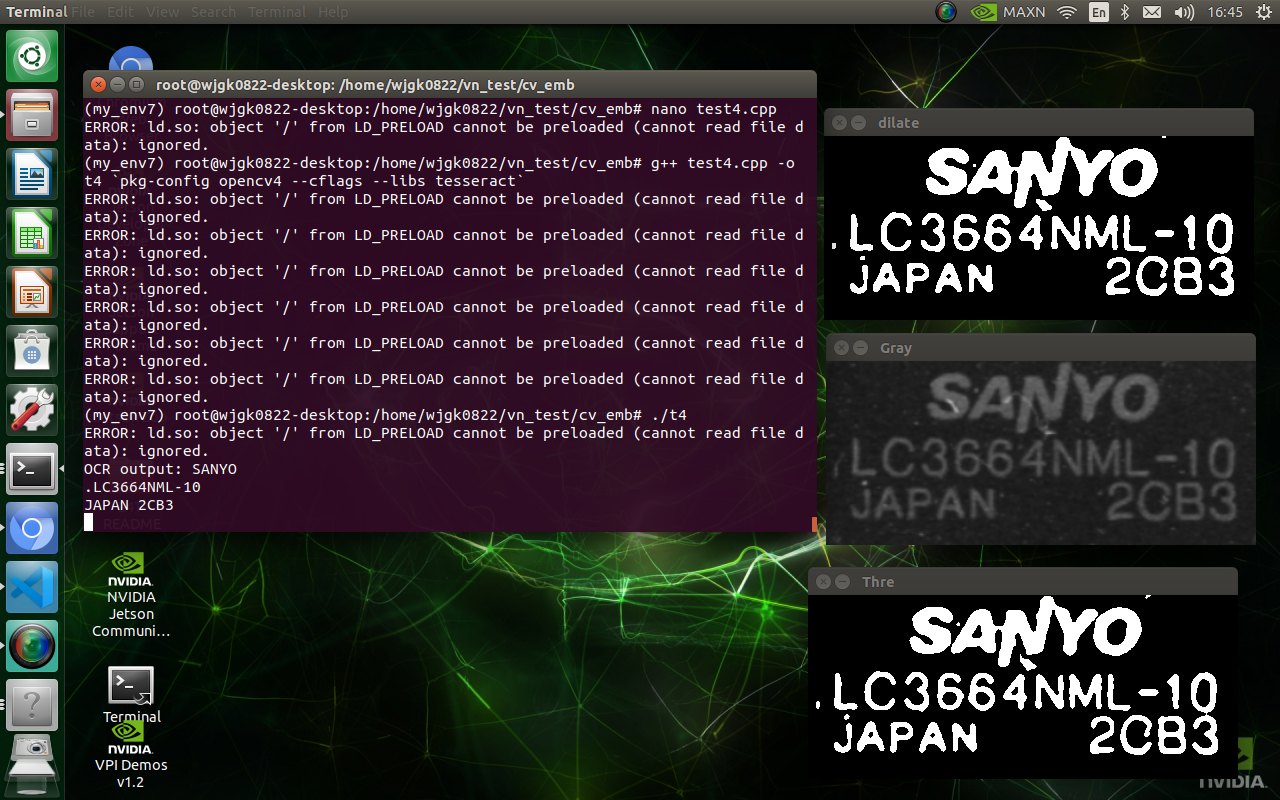 Terminal File Edit View Search Terminal Help
MAXN En 16:45
root@wjgk0822-desktop: /home/wjgk0822/vn_test/cv_emb
(my_env7) root@wjgk0822-desktop:/home/wjgk0822/vn_test/cv_emb# nano test4.cpp
ERROR: ld.so: object '/' from LD_PRELOAD cannot be preloaded (cannot read file d
ata): ignored.
(my_env7) root@wjgk0822-desktop:/home/wjgk0822/vn_test/cv_emb# g++ test4.cpp -o
t4 `pkg-config opencv4 --cflags --libs tesseract`
ERROR: ld.so: object '/' from LD_PRELOAD cannot be preloaded (cannot read file d
ata): ignored.
ERROR: ld.so: object '/' from LD_PRELOAD cannot be preloaded (cannot read file d
ata): ignored.
ERROR: ld.so: object '/' from LD_PRELOAD cannot be preloaded (cannot read file d
ata): ignored.
ERROR: ld.so: object '/' from LD_PRELOAD cannot be preloaded (cannot read file d
ata): ignored.
ERROR: ld.so: object '/' from LD_PRELOAD cannot be preloaded (cannot read file d
ata): ignored.
ERROR: ld.so: object '/' from LD_PRELOAD cannot be preloaded (cannot read file d
ata): ignored.
(my_env7) root@wjgk0822-desktop:/home/wjgk0822/vn_test/cv_emb# ./t4
ERROR: ld.so: object '/' from LD_PRELOAD cannot be preloaded (cannot read file d
ata): ignored.
OCR output: SANYO
.LC3664NML-10
JAPAN 2CB3
README
dilate
SANYO
.LC3664NML-10
JAPAN 2CB3
Gray
SANYO
LC3664NML-10
JAPAN 2CB3
Thre
SANYO
.LC3664NML-10
JAPAN 2CB3
NVIDIA.
NVIDIA
Jetson
Communi...
Terminal
NVIDIA.
VPI Demos
v1.2
NVIDIA.